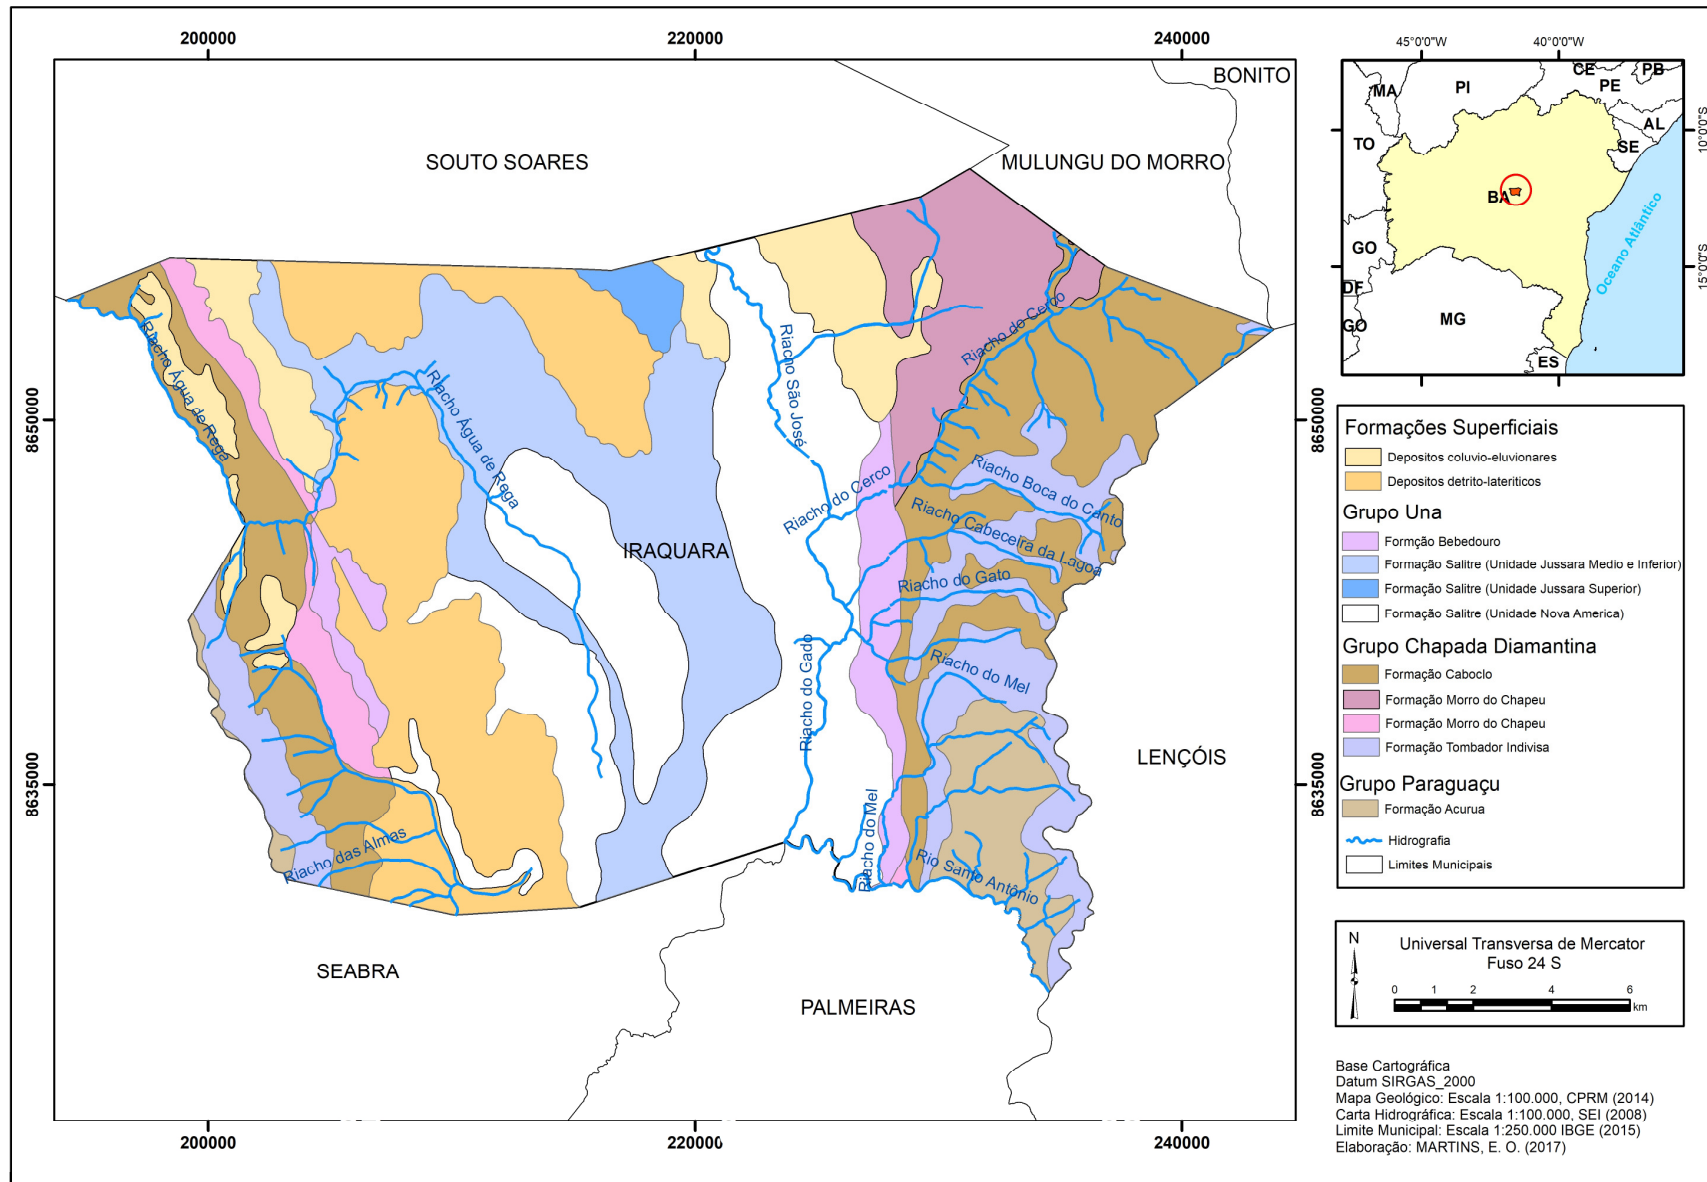 200000
220000
240000
BONITO
SOUTO SOARES
MULUNGU DO MORRO
Riacho Água de Rega
Riacho Água de Rega
Riacho São José
Riacho do Cerco
8650000
8650000
Riacho do Cerco
Riacho Boca do Canto
Riacho Cabeceira da Lagoa
IRAQUARA
Riacho do Gato
Riacho do Gado
Riacho do Mel
LENÇÓIS
8635000
8635000
Riacho das Almas
Riacho do Mel
Rio Santo Antônio
SEABRA
PALMEIRAS
200000
220000
240000
45°0'0"W
40°0'0"W
MA
PI
CE
PB
PE
AL
TO
SE
BA
GO
DF
GO
MG
ES
Oceano Atlântico
10°0'0"S
15°0'0"S
Formações Superficiais
Depositos coluvio-eluvionares
Depositos detrito-lateriticos
Grupo Una
Formção Bebedouro
Formação Salitre (Unidade Jussara Medio e Inferior)
Formação Salitre (Unidade Jussara Superior)
Formação Salitre (Unidade Nova America)
Grupo Chapada Diamantina
Formação Caboclo
Formação Morro do Chapeu
Formação Morro do Chapeu
Formação Tombador Indivisa
Grupo Paraguaçu
Formação Acurua
Hidrografia
Limites Municipais
N
Universal Transversa de Mercator
Fuso 24 S
0 1 2 4 6
km
Base Cartográfica
Datum SIRGAS_2000
Mapa Geológico: Escala 1:100.000, CPRM (2014)
Carta Hidrográfica: Escala 1:100.000, SEI (2008)
Limite Municipal: Escala 1:250.000 IBGE (2015)
Elaboração: MARTINS, E. O. (2017)